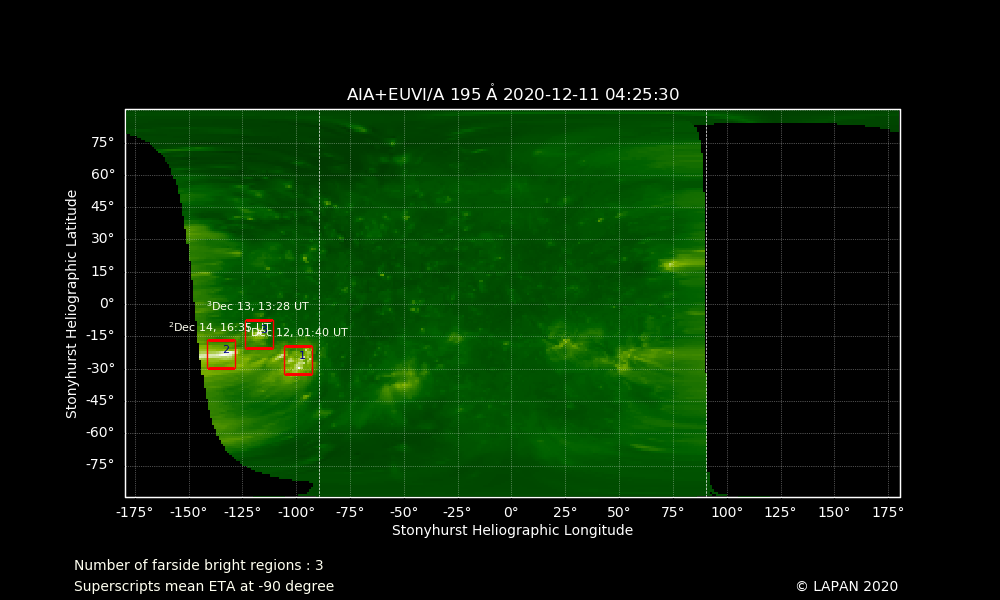 AIA+EUVI/A 195 Å 2020-12-11 04:25:30
Stonyhurst Heliographic Latitude
75°
60°
45°
30°
15°
0°
-15°
-30°
-45°
-60°
-75°
³Dec 13, 13:28 UT
²Dec 14, 16:35 UT
Dec 12, 01:40 UT
2
1
-175° -150° -125° -100° -75° -50° -25° 0° 25° 50° 75° 100° 125° 150° 175°
Stonyhurst Heliographic Longitude
Number of farside bright regions : 3
Superscripts mean ETA at -90 degree
© LAPAN 2020